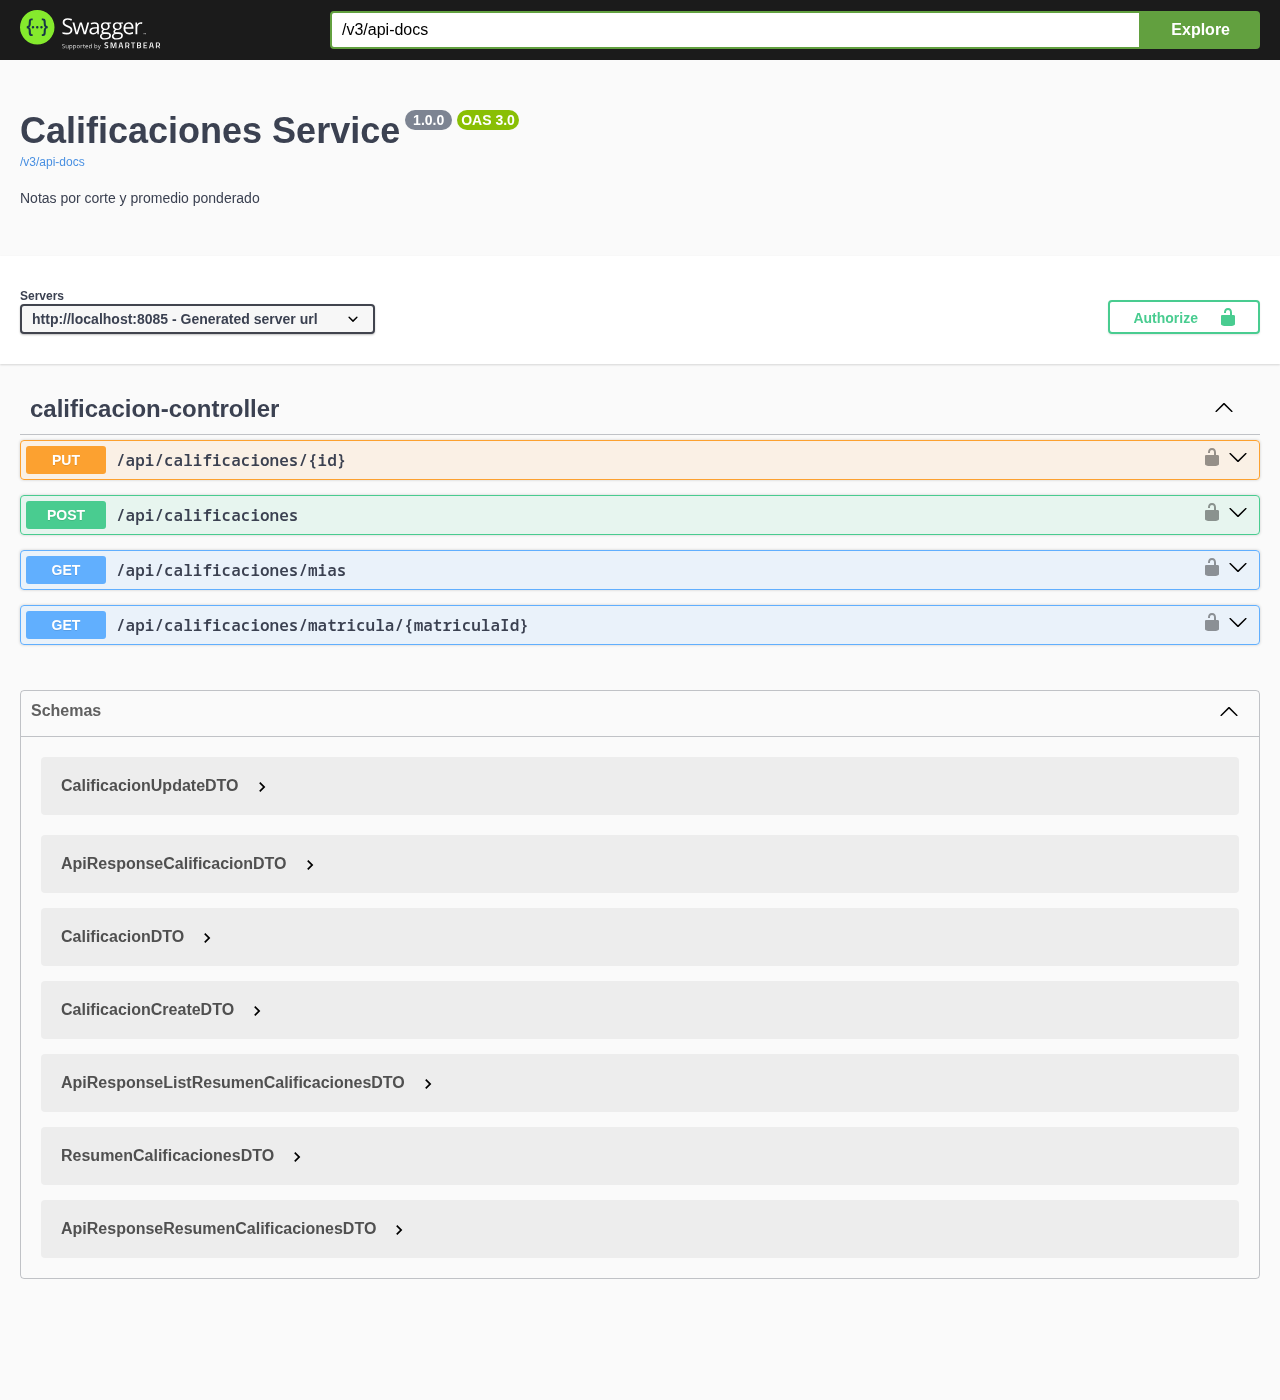 Swagger
Supported by SMARTBEAR
/v3/api-docs
Explore
Calificaciones Service 1.0.0 OAS 3.0
/v3/api-docs
Notas por corte y promedio ponderado
Servers
http://localhost:8085 - Generated server url
Authorize
calificacion-controller
PUT /api/calificaciones/{id}
POST /api/calificaciones
GET /api/calificaciones/mias
GET /api/calificaciones/matricula/{matriculaId}
Schemas
CalificacionUpdateDTO
ApiResponseCalificacionDTO
CalificacionDTO
CalificacionCreateDTO
ApiResponseListResumenCalificacionesDTO
ResumenCalificacionesDTO
ApiResponseResumenCalificacionesDTO